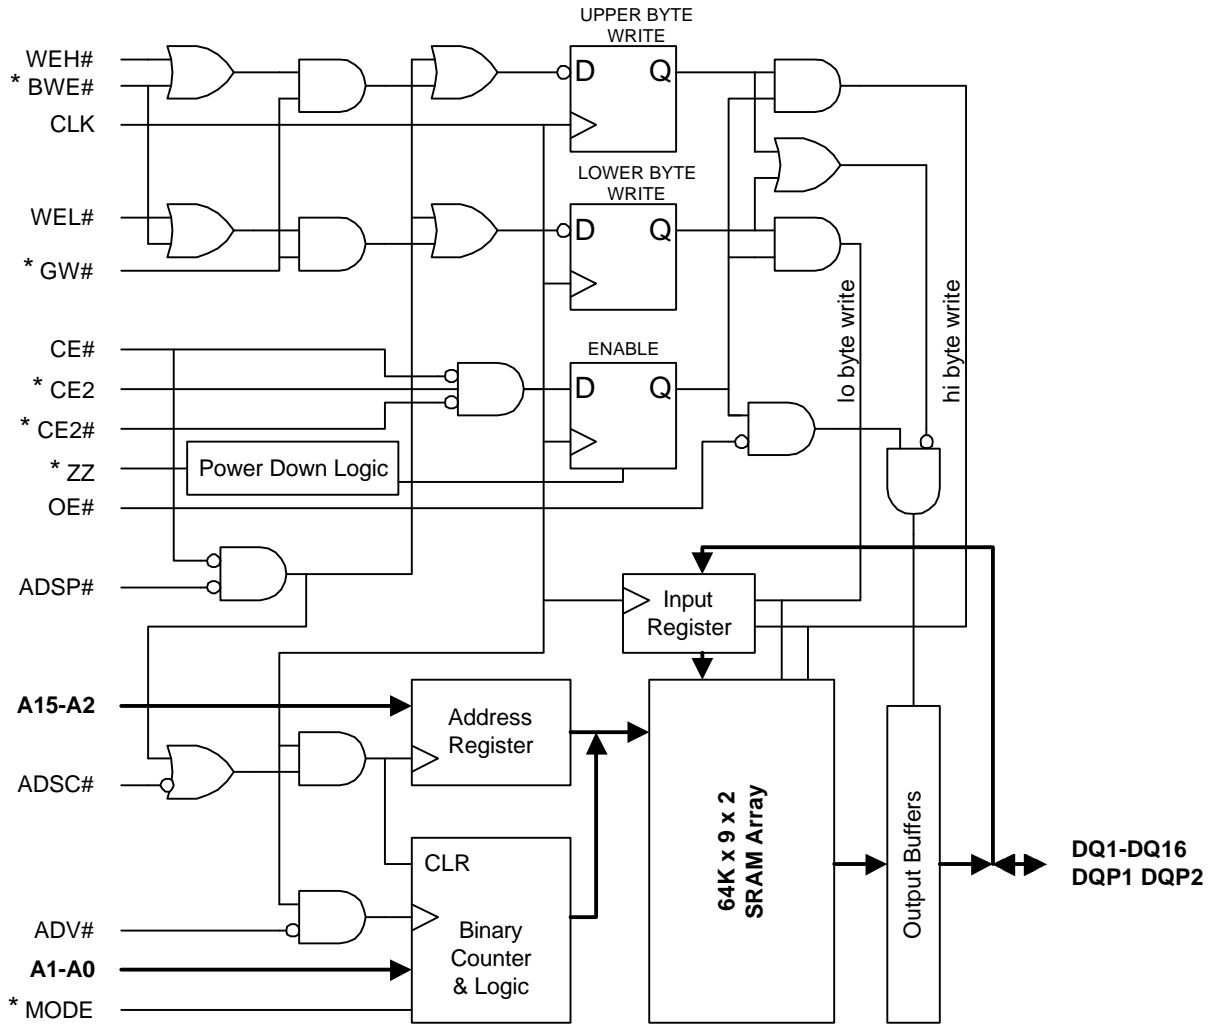 UPPER BYTE
WRITE
WEH#
D
Q
* BWE#
CLK
LOWER BYTE
WRITE
WEL#
D
Q
* GW#
lo byte write
hi byte write
CE#
ENABLE
* CE2
D
Q
* CE2#
* ZZ
Power Down Logic
OE#
ADSP#
Input
Register
A15-A2
Address
Register
ADSC#
64K x 9 x 2
SRAM Array
Output Buffers
CLR
DQ1-DQ16
DQP1 DQP2
ADV#
Binary
Counter
& Logic
A1-A0
* MODE